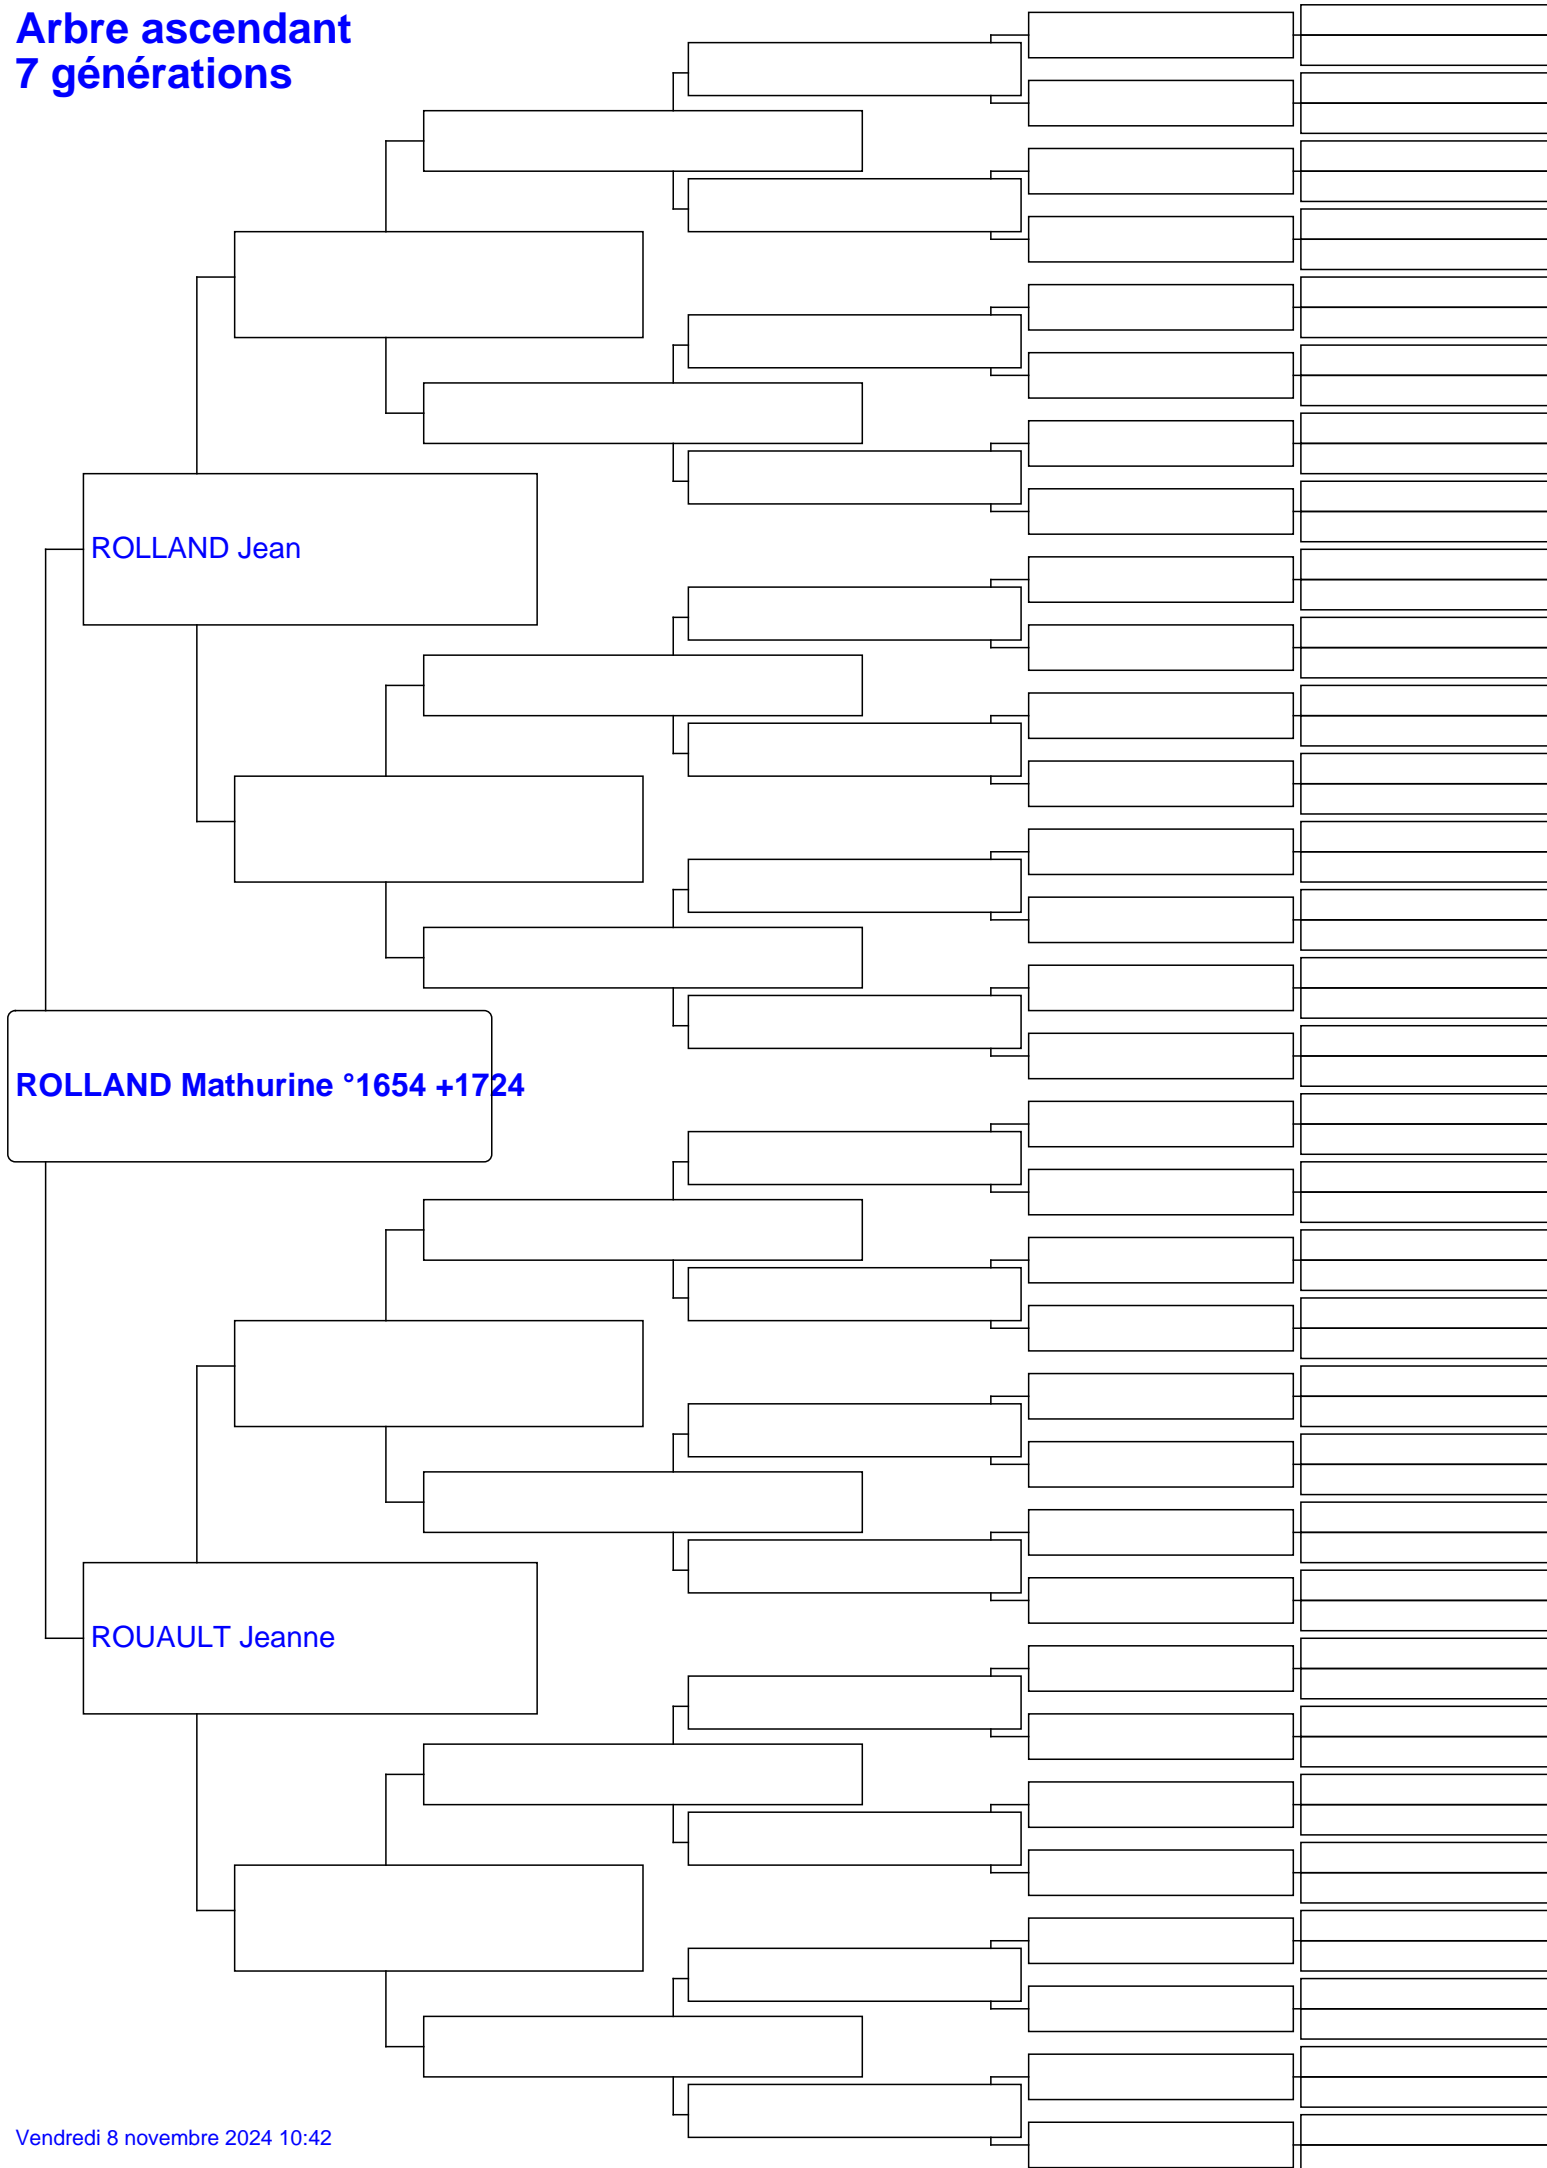 Arbre ascendant
7 générations
ROLLAND Jean
ROLLAND Mathurine °1654 +1724
ROUAULT Jeanne
Vendredi 8 novembre 2024 10:42